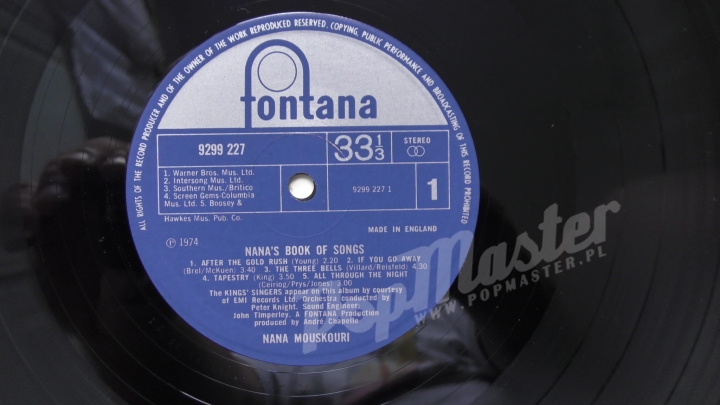 ALL RIGHTS OF THE RECORD PRODUCER AND OF THE OWNER OF THE WORK REPRODUCED RESERVED. COPYING, PUBLIC PERFORMANCE AND BROADCASTING OF THIS RECORD PROHIBITED
fontana
9299 227
33 1/3
STEREO
1. Warner Bros. Mus. Ltd.
2. Intersong Mus. Ltd.
3. Southern Mus./Britico
4. Screen Gems-Columbia
Mus. Ltd. 5. Boosey &
Hawkes Mus. Pub. Co.
9299 227 1
1
MADE IN ENGLAND
℗ 1974
NANA'S BOOK OF SONGS
1. AFTER THE GOLD RUSH (Young) 2.20 2. IF YOU GO AWAY
(Brel/McKuen) 3.40 3. THE THREE BELLS (Villard/Reisfeld) 4.30
4. TAPESTRY (King) 3.50 5. ALL THROUGH THE NIGHT
(Ceiriog/Prys/Jones) 3.00
The KINGS' SINGERS appear on this album by courtesy
of EMI Records Ltd. Orchestra conducted by
Peter Knight. Sound Engineer:
John Timperley. A FONTANA Production
produced by André Chapelle
NANA MOUSKOURI
popMaster
WWW.POPMASTER.PL